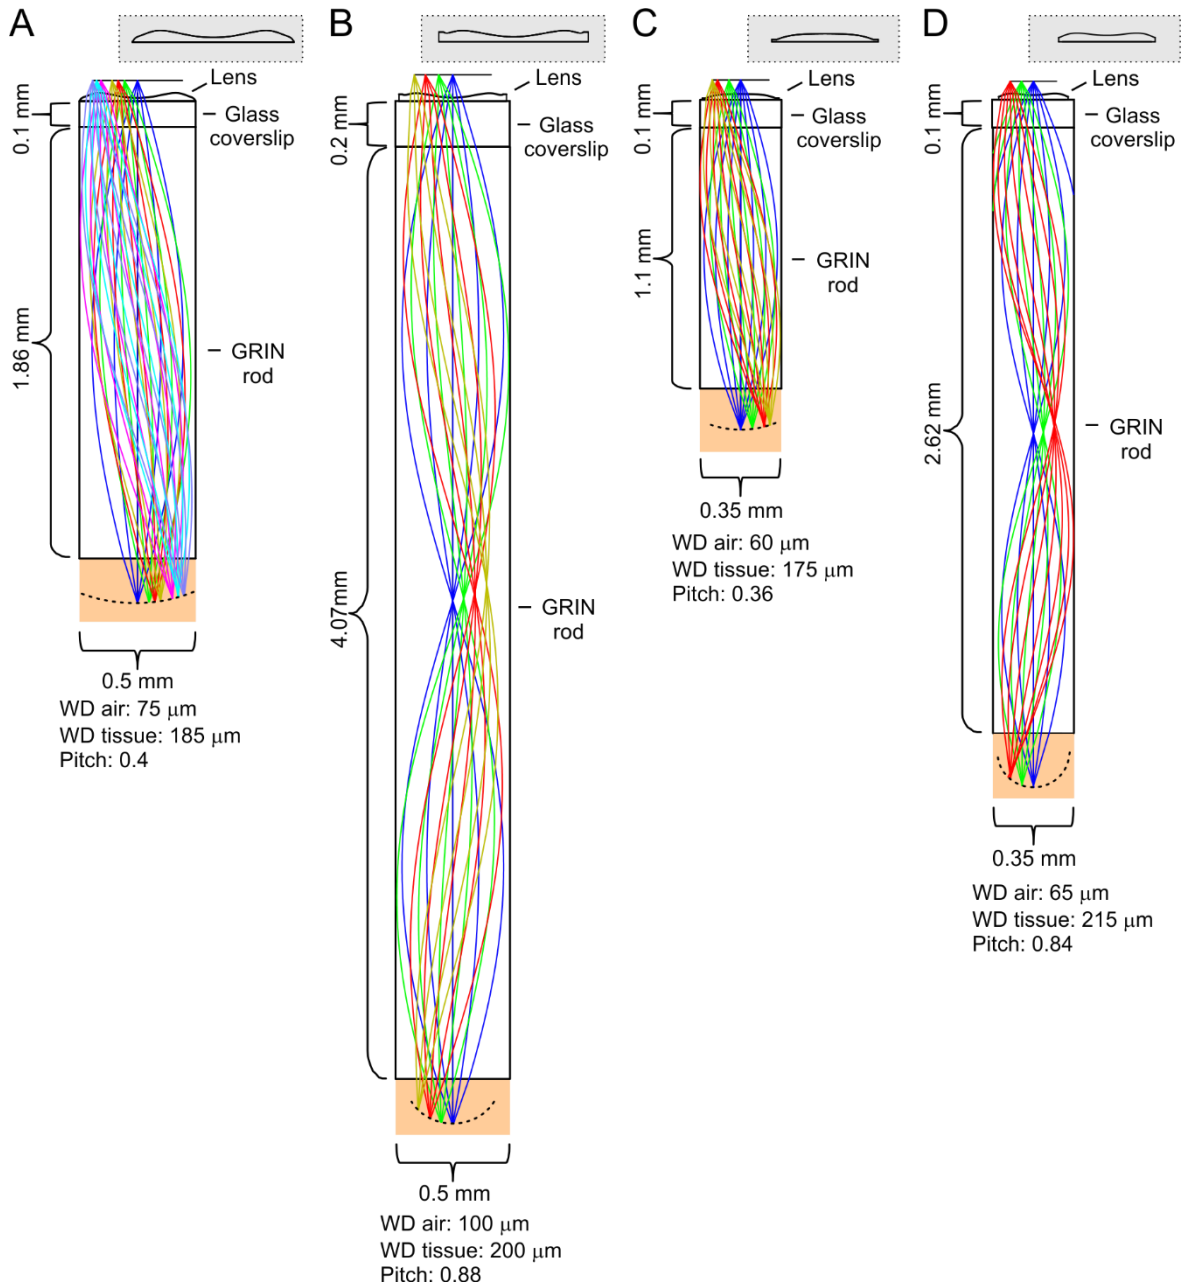 A
Lens
Glass
coverslip
0.1 mm
1.86 mm
GRIN
rod
0.5 mm
WD air: 75 μm
WD tissue: 185 μm
Pitch: 0.4
B
Lens
Glass
coverslip
0.2 mm
4.07mm
GRIN
rod
0.5 mm
WD air: 100 μm
WD tissue: 200 μm
Pitch: 0.88
C
Lens
Glass
coverslip
0.1 mm
1.1 mm
GRIN
rod
0.35 mm
WD air: 60 μm
WD tissue: 175 μm
Pitch: 0.36
D
Lens
Glass
coverslip
0.1 mm
2.62 mm
GRIN
rod
0.35 mm
WD air: 65 μm
WD tissue: 215 μm
Pitch: 0.84